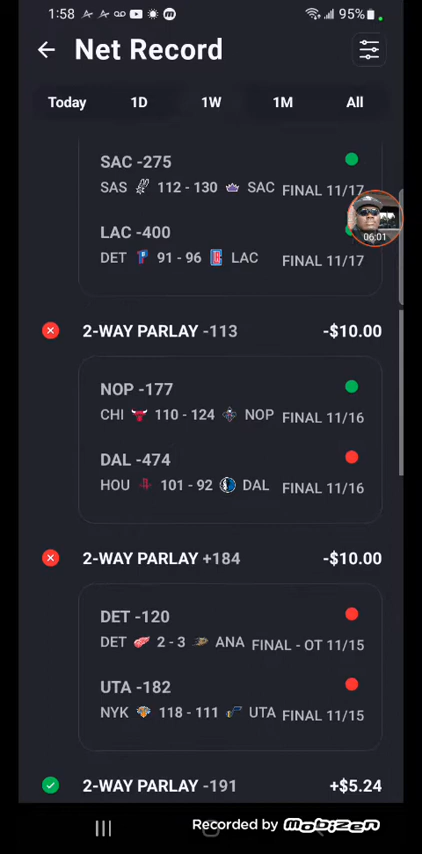 1:58 95%
Net Record
Today 1D 1W 1M All
SAC -275
SAS 112 - 130 SAC FINAL 11/17
06:01
LAC -400
DET 91 - 96 LAC FINAL 11/17
2-WAY PARLAY -113 -$10.00
NOP -177
CHI 110 - 124 NOP FINAL 11/16
DAL -474
HOU 101 - 92 DAL FINAL 11/16
2-WAY PARLAY +184 -$10.00
DET -120
DET 2 - 3 ANA FINAL - OT 11/15
UTA -182
NYK 118 - 111 UTA FINAL 11/15
2-WAY PARLAY -191 +$5.24
Recorded by MOBIZEN